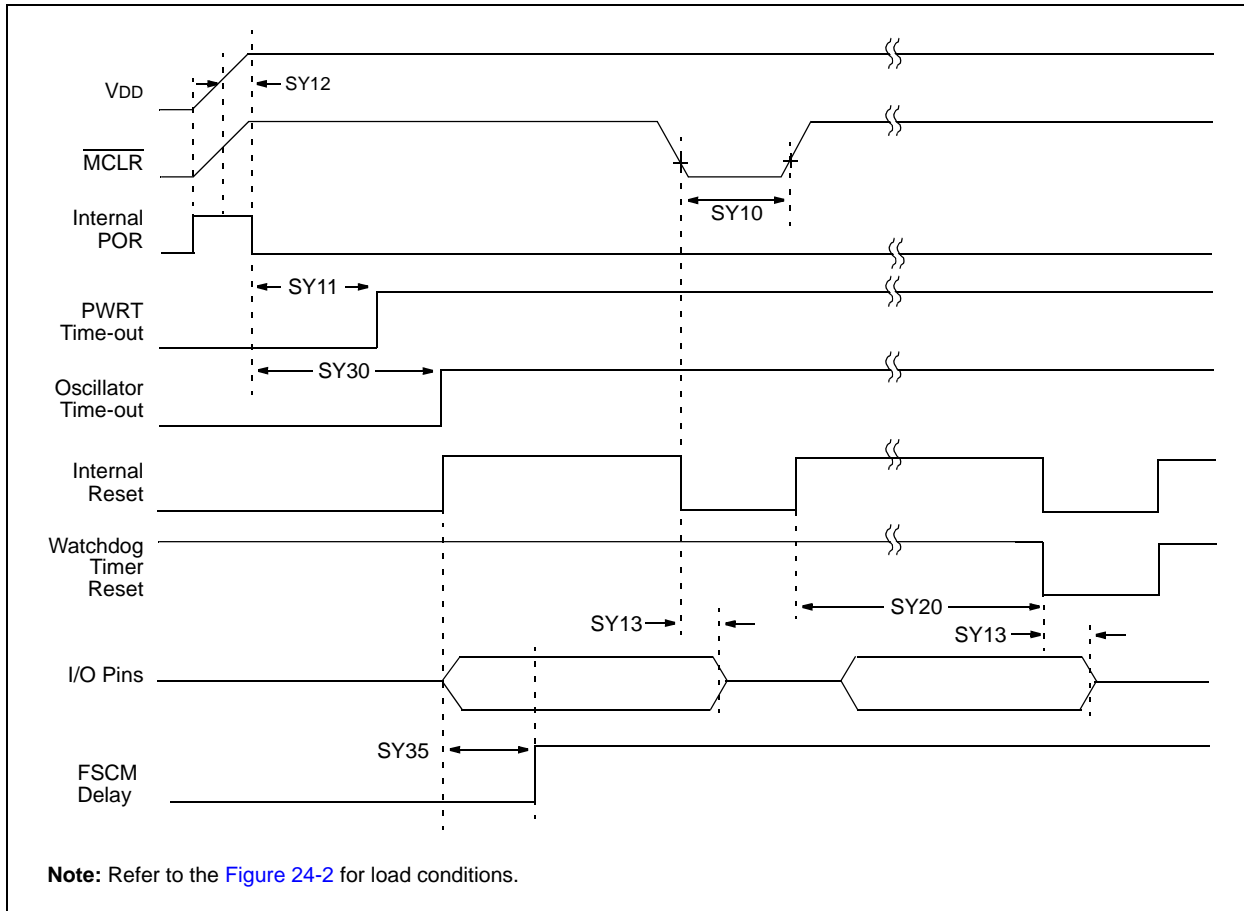 VDD
SY12
MCLR
SY10
Internal
POR
SY11
PWRT
Time-out
SY30
Oscillator
Time-out
Internal
Reset
Watchdog
Timer
Reset
SY20
SY13
SY13
I/O Pins
SY35
FSCM
Delay
Note: Refer to the Figure 24-2 for load conditions.